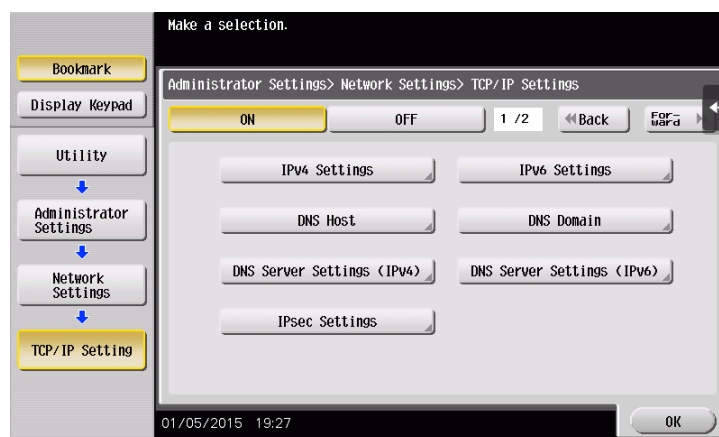 Make a selection.
Bookmark
Display Keypad
Utility
Administrator
Settings
Network
Settings
TCP/IP Setting
Administrator Settings> Network Settings> TCP/IP Settings
ON
OFF
1 /2
Back
For-
ward
IPv4 Settings
IPv6 Settings
DNS Host
DNS Domain
DNS Server Settings (IPv4)
DNS Server Settings (IPv6)
IPsec Settings
01/05/2015 19:27
OK